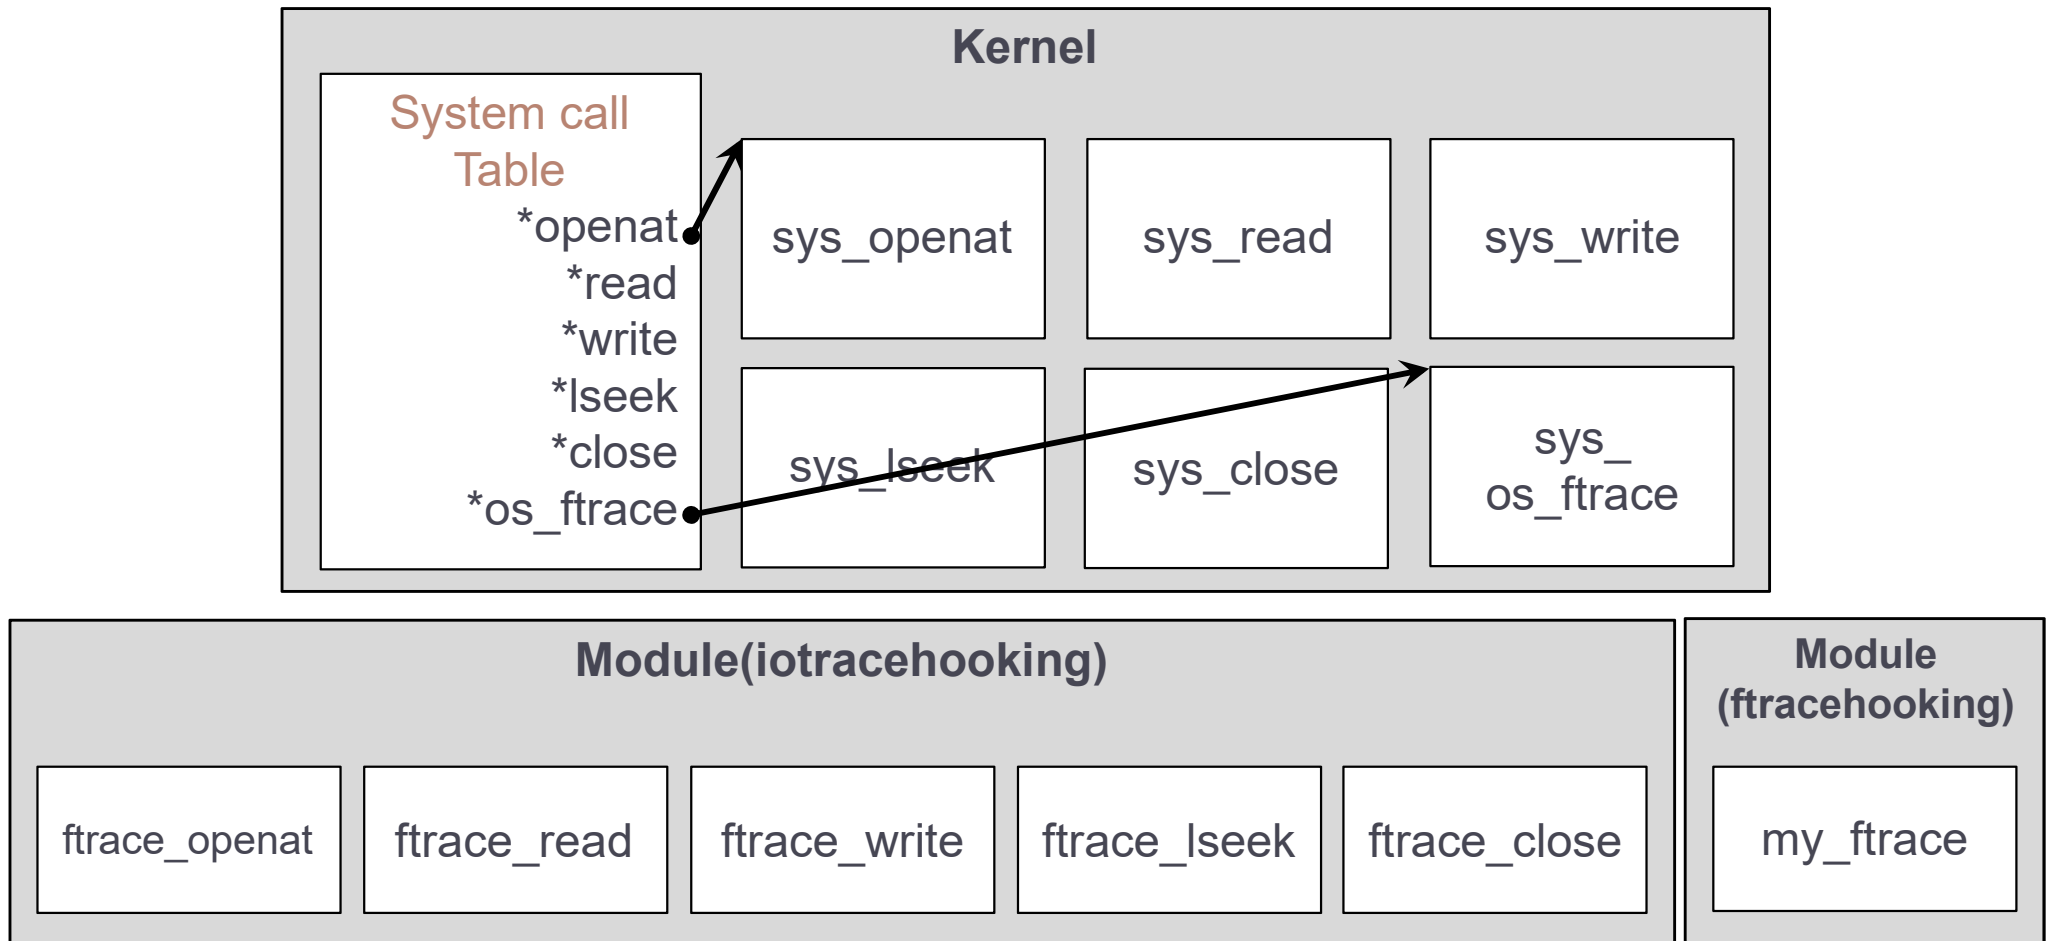 Kernel
System call
Table
*openat
*read
*write
*lseek
*close
*os_ftrace
sys_openat
sys_read
sys_write
sys_lseek
sys_close
sys_
os_ftrace
Module(iotracehooking)
ftrace_openat
ftrace_read
ftrace_write
ftrace_lseek
ftrace_close
Module
(ftracehooking)
my_ftrace